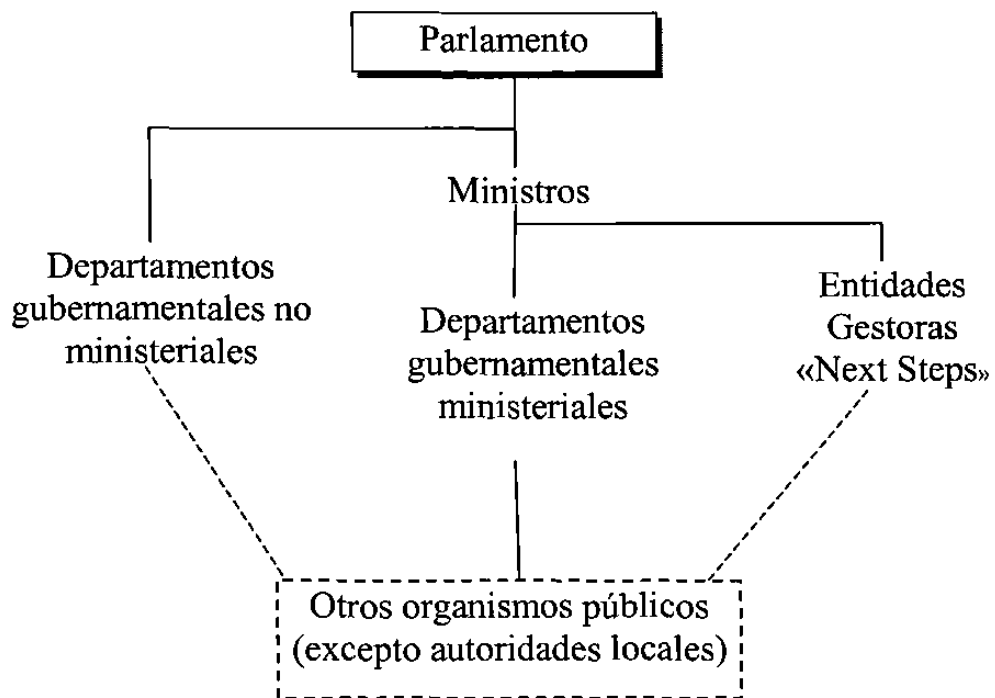 Parlamento
Ministros
Departamentos
gubernamentales no
ministeriales
Departamentos
gubernamentales
ministeriales
Entidades
Gestoras
«Next Steps»
Otros organismos públicos
(excepto autoridades locales)